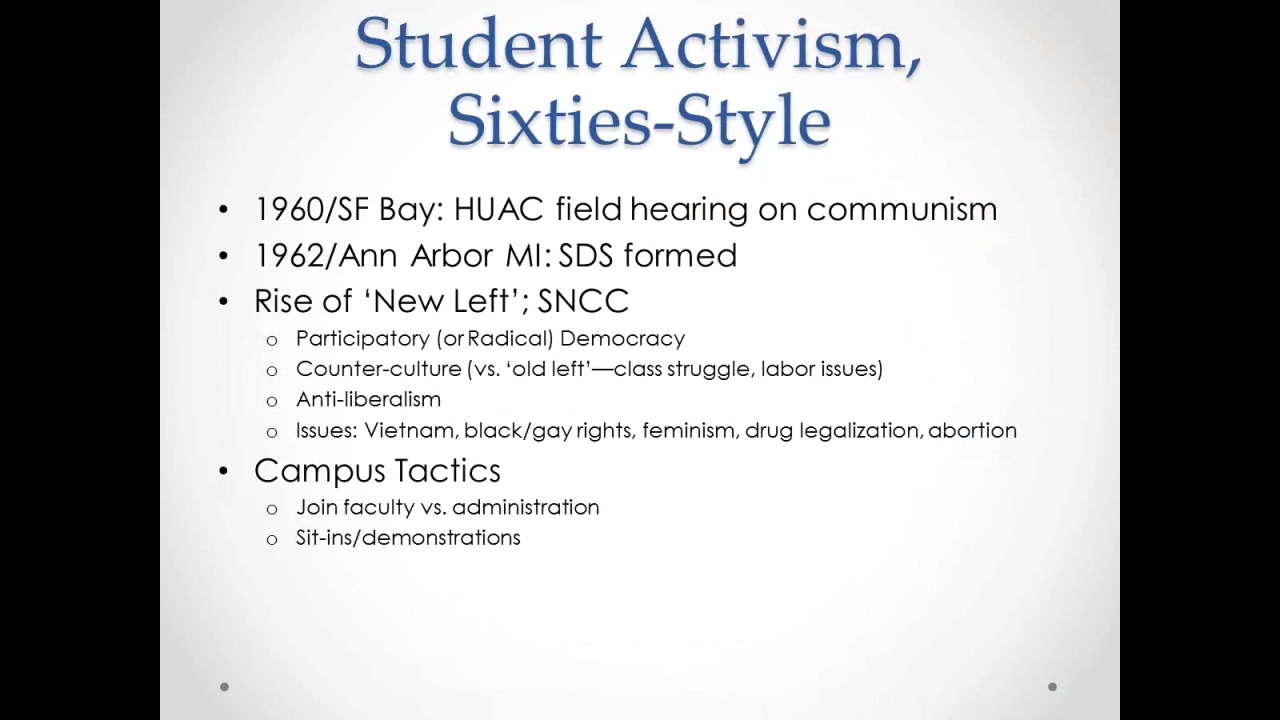 Student Activism,
Sixties-Style
• 1960/SF Bay: HUAC field hearing on communism
• 1962/Ann Arbor MI: SDS formed
• Rise of ‘New Left’; SNCC
o Participatory (or Radical) Democracy
o Counter-culture (vs. ‘old left’—class struggle, labor issues)
o Anti-liberalism
o Issues: Vietnam, black/gay rights, feminism, drug legalization, abortion
• Campus Tactics
o Join faculty vs. administration
o Sit-ins/demonstrations